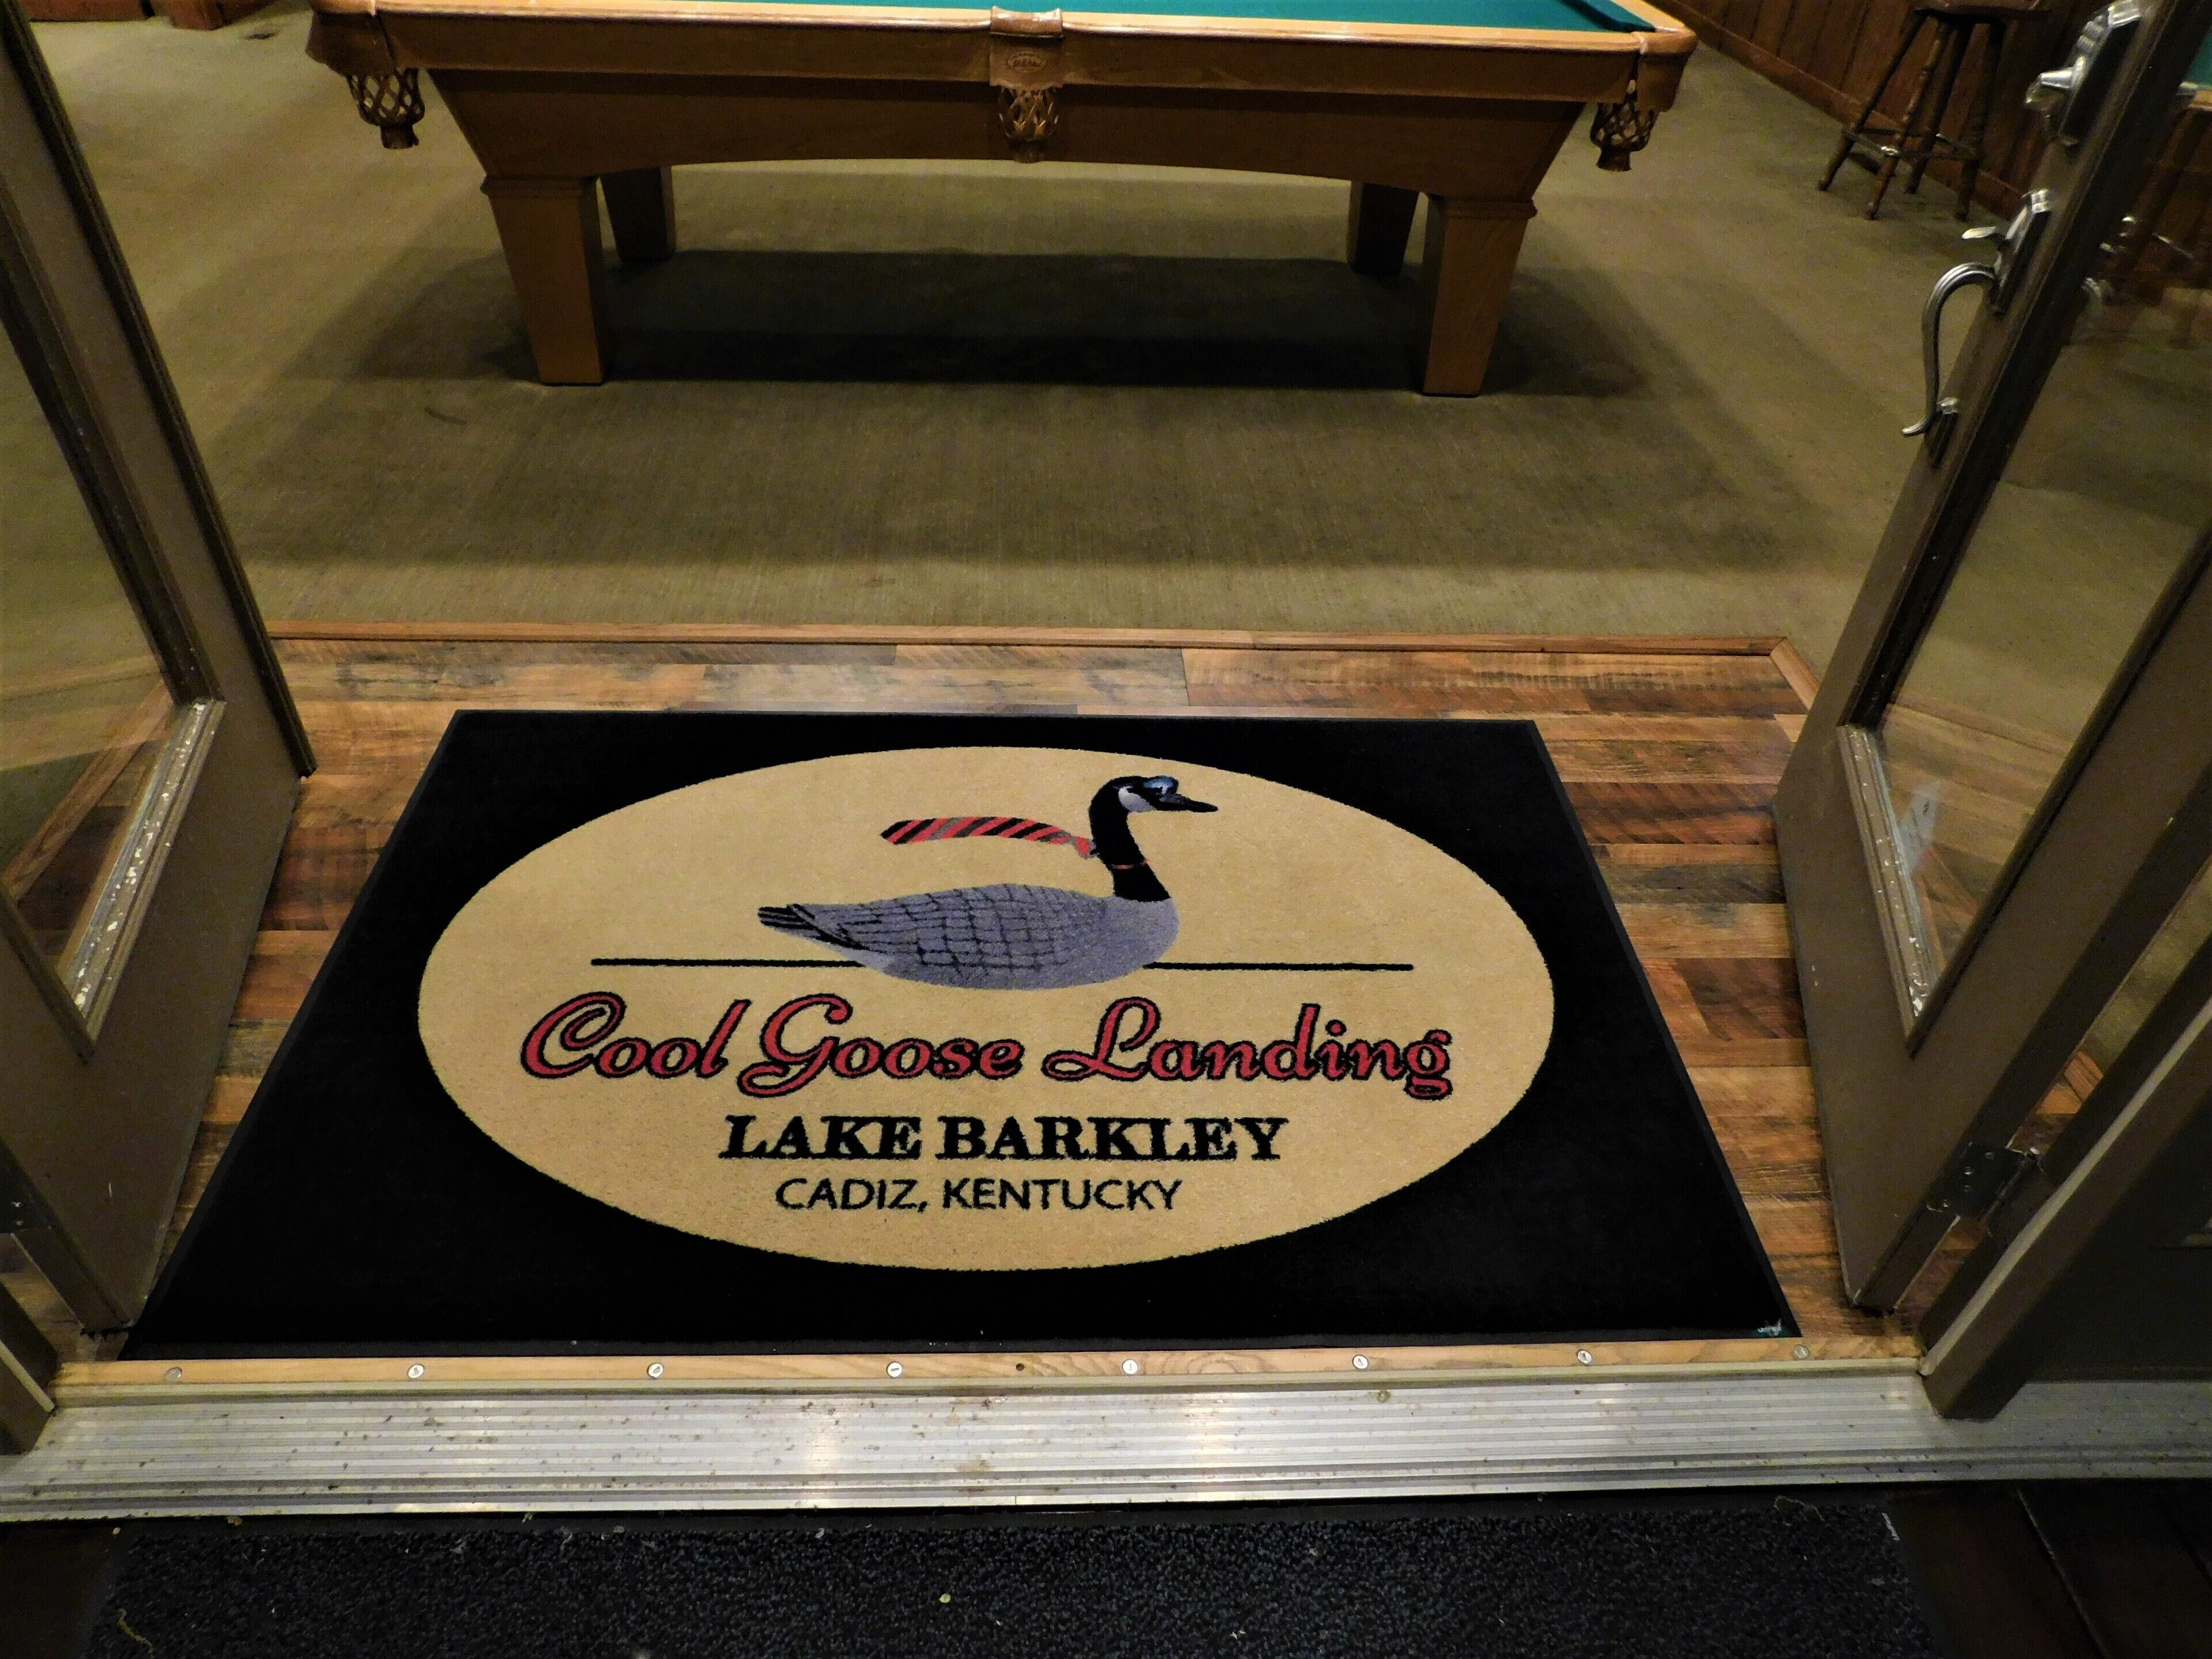 Cool Goose Landing
LAKE BARKLEY
CADIZ, KENTUCKY